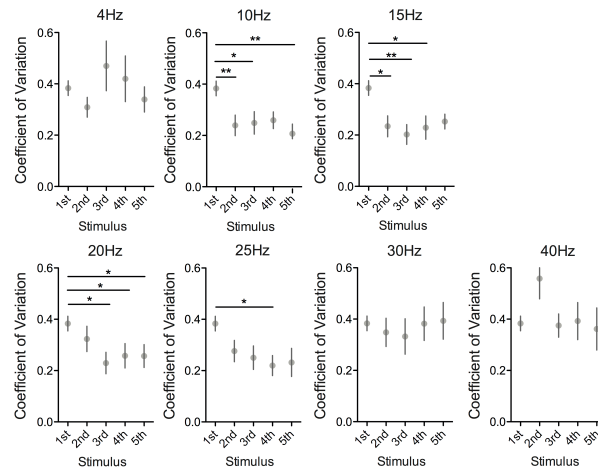 4Hz
Coefficient of Variation
0.6
0.4
0.2
0.0
1st
2nd
3rd
4th
5th
Stimulus
10Hz
Coefficient of Variation
0.6
0.4
0.2
0.0
**
*
**
1st
2nd
3rd
4th
5th
Stimulus
15Hz
Coefficient of Variation
0.6
0.4
0.2
0.0
*
**
*
1st
2nd
3rd
4th
5th
Stimulus
20Hz
Coefficient of Variation
0.6
0.4
0.2
0.0
*
*
*
1st
2nd
3rd
4th
5th
Stimulus
25Hz
Coefficient of Variation
0.6
0.4
0.2
0.0
*
1st
2nd
3rd
4th
5th
Stimulus
30Hz
Coefficient of Variation
0.6
0.4
0.2
0.0
1st
2nd
3rd
4th
5th
Stimulus
40Hz
Coefficient of Variation
0.6
0.4
0.2
0.0
1st
2nd
3rd
4th
5th
Stimulus